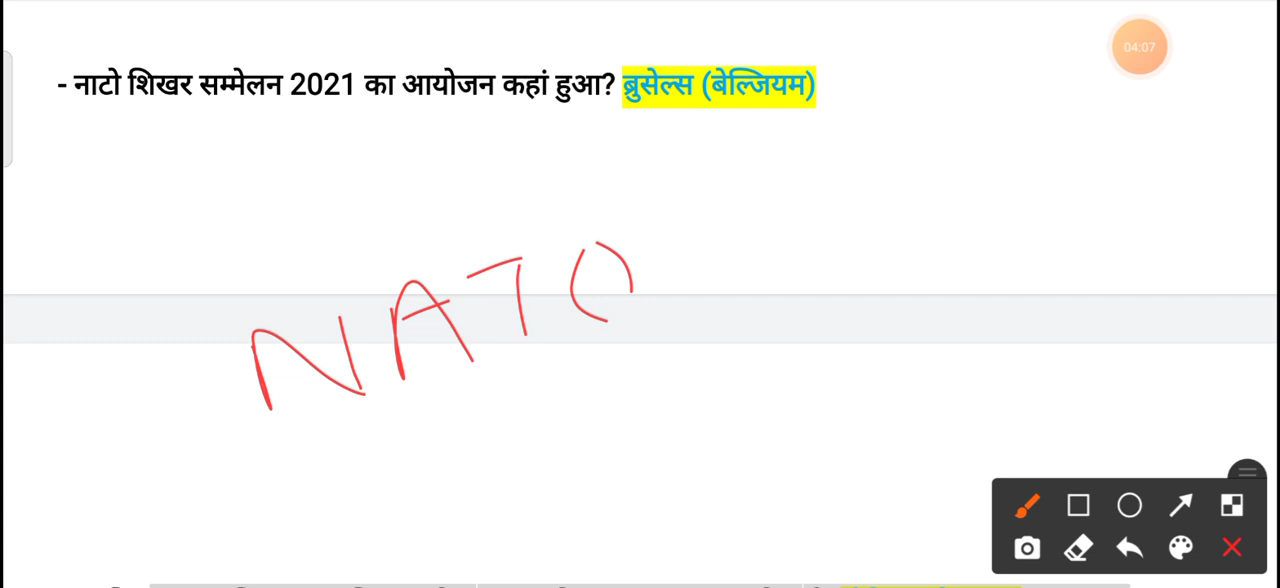 04:07
- नाटो शिखर सम्मेलन 2021 का आयोजन कहां हुआ? ब्रुसेल्स (बेल्जियम)
NATO